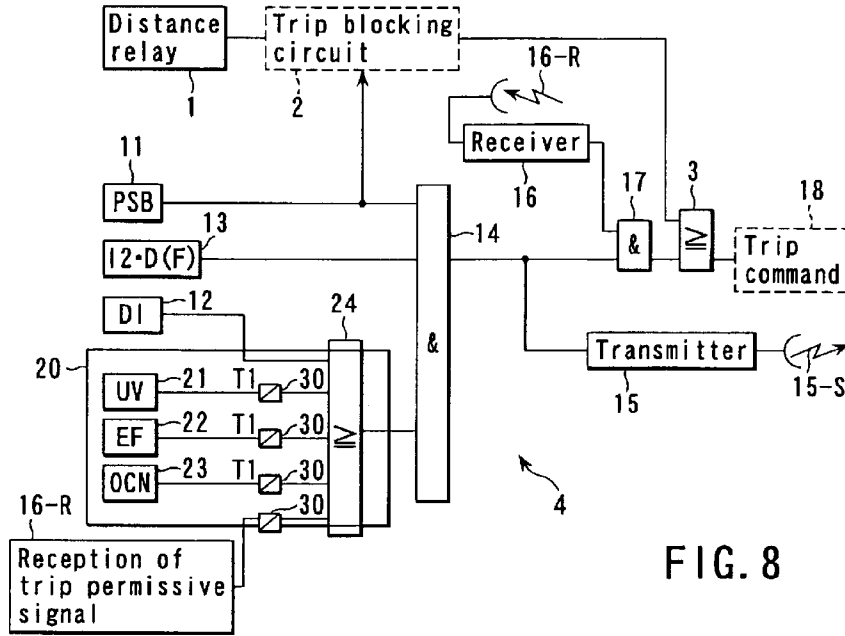 Distance
relay
1
Trip blocking
circuit
2
16-R
Receiver
16
11
PSB
13
I2·D(F)
12
DI
14
&
17
&
3
≧
18
Trip
command
24
≧
20
21
UV
T1
30
22
EF
T1
30
23
OCN
T1
30
30
Transmitter
15
15-S
4
16-R
Reception of
trip permissive
signal
FIG. 8